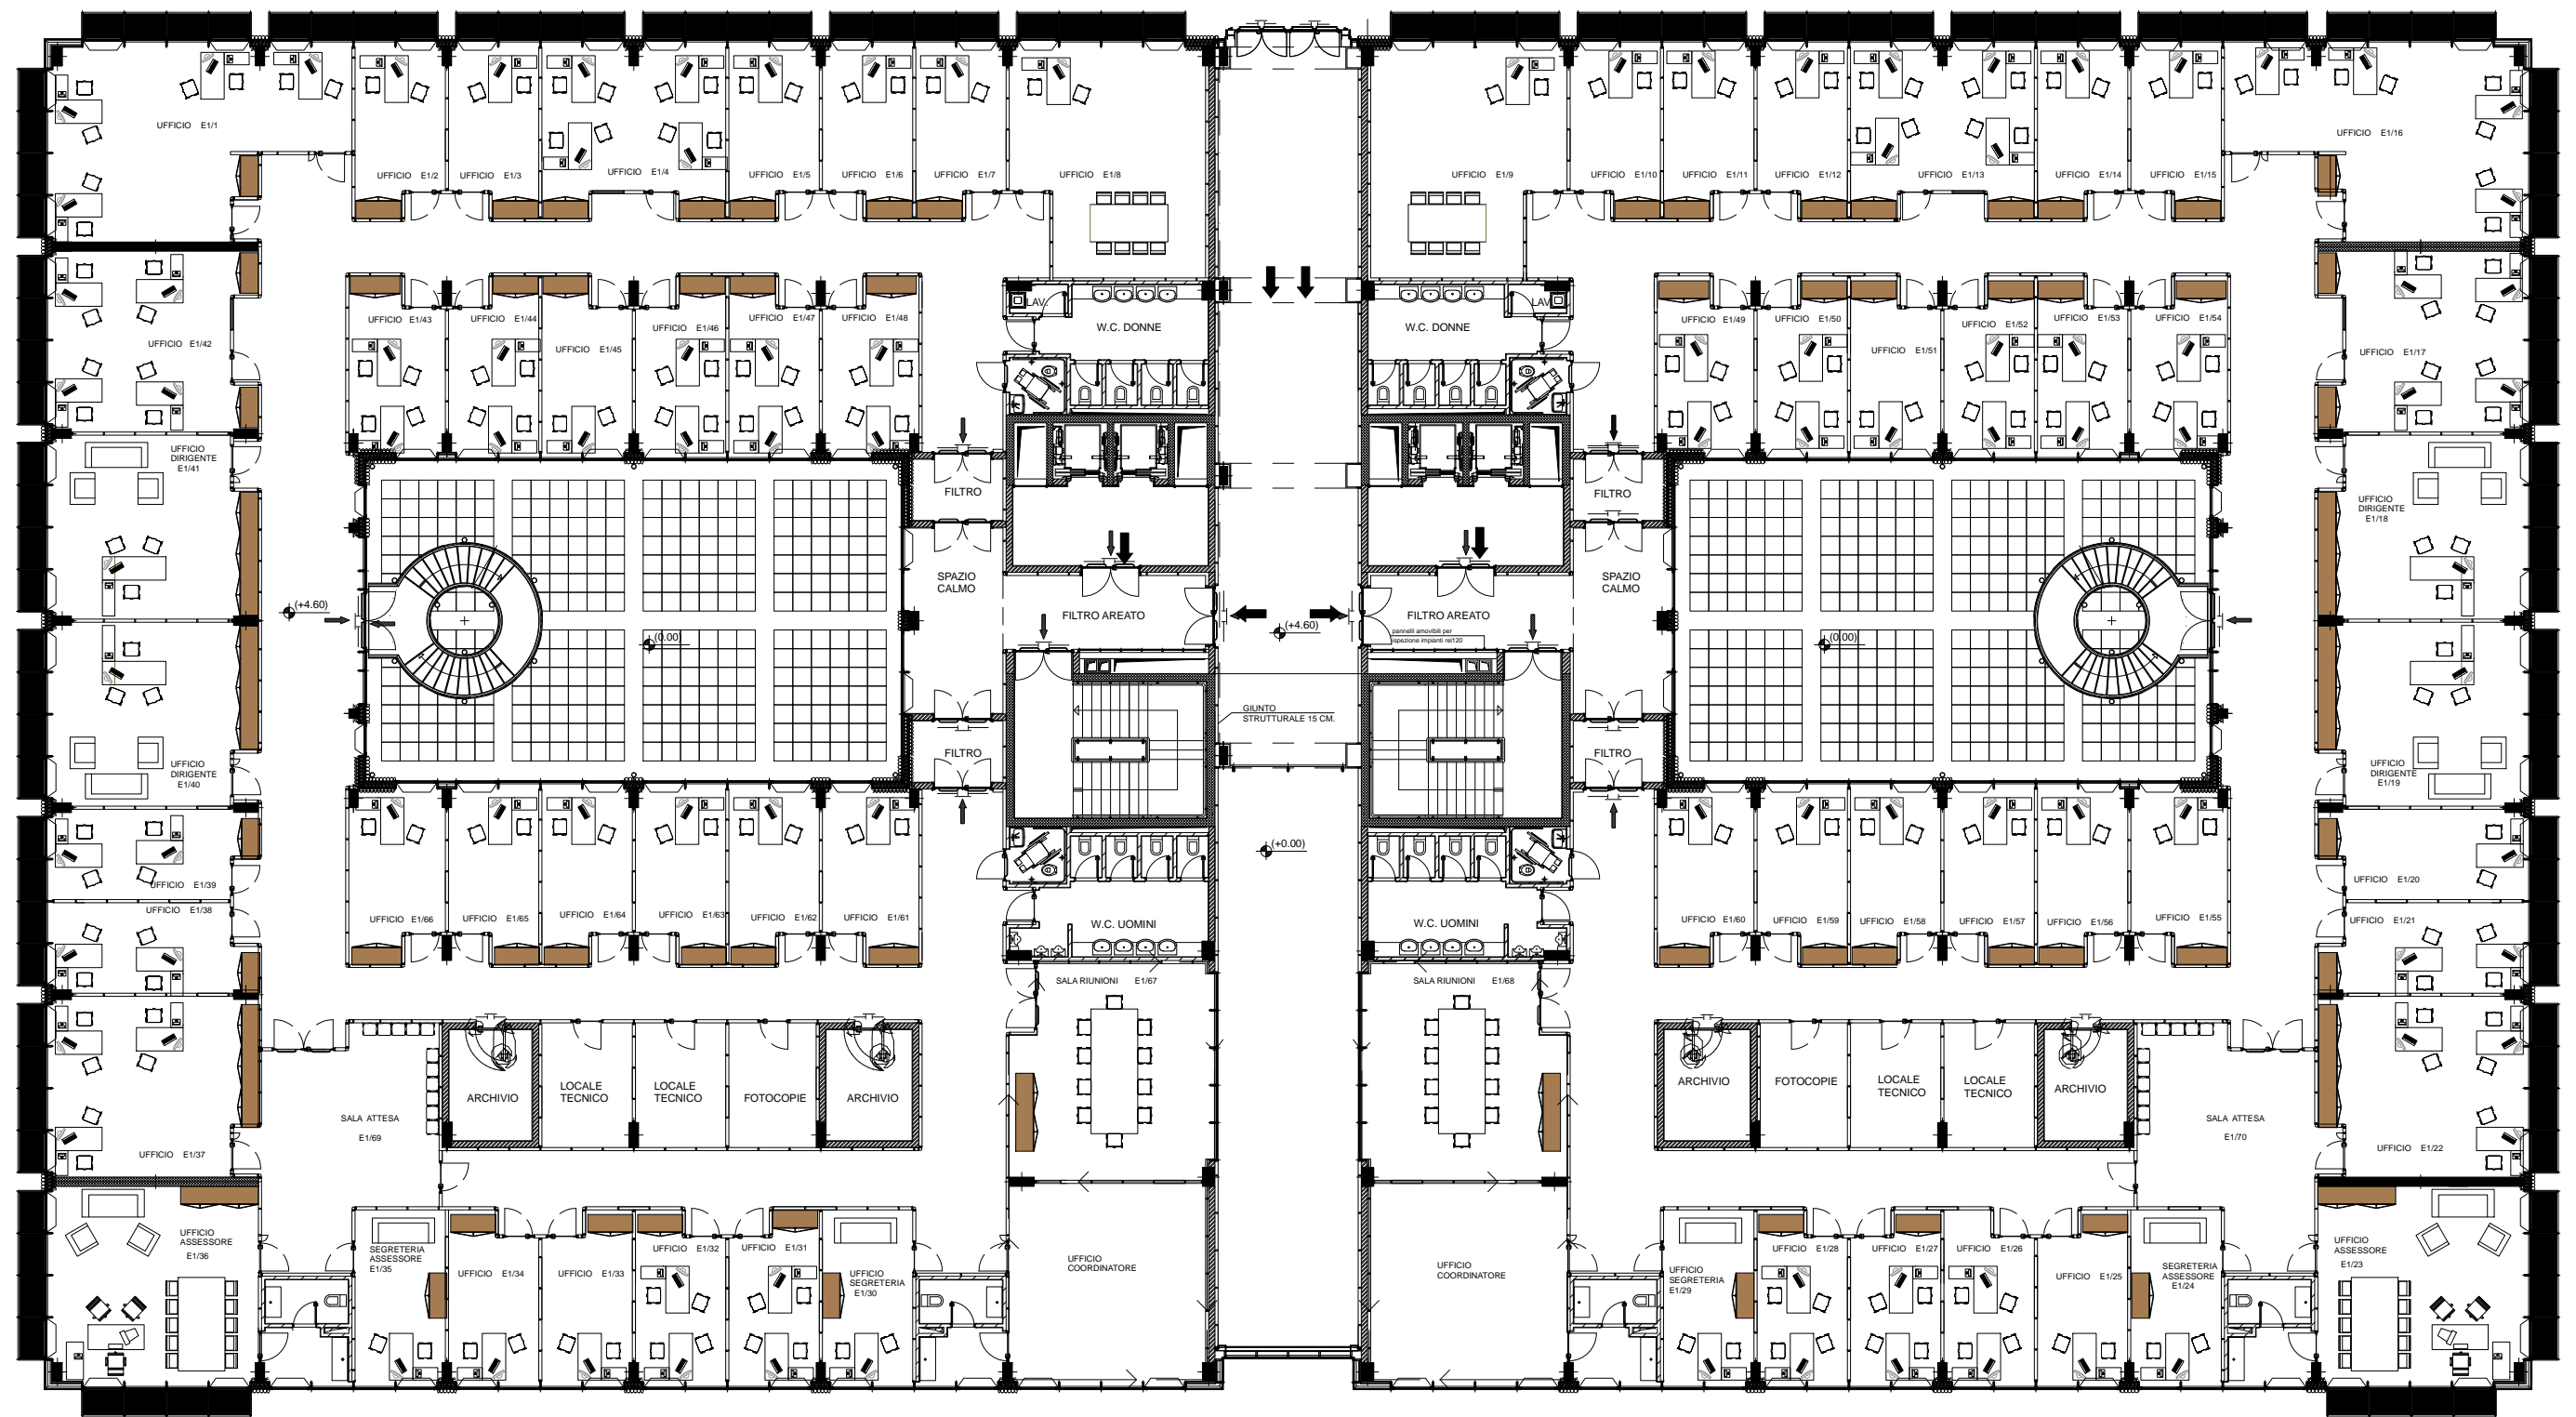 UFFICIO E1/1
UFFICIO E1/2
UFFICIO E1/3
UFFICIO E1/4
UFFICIO E1/5
UFFICIO E1/6
UFFICIO E1/7
UFFICIO E1/8
UFFICIO E1/9
UFFICIO E1/10
UFFICIO E1/11
UFFICIO E1/12
UFFICIO E1/13
UFFICIO E1/14
UFFICIO E1/15
UFFICIO E1/16
UFFICIO E1/42
UFFICIO E1/43
UFFICIO E1/44
UFFICIO E1/45
UFFICIO E1/46
UFFICIO E1/47
UFFICIO E1/48
LAV.
W.C. DONNE
LAV.
W.C. DONNE
UFFICIO E1/49
UFFICIO E1/50
UFFICIO E1/51
UFFICIO E1/52
UFFICIO E1/53
UFFICIO E1/54
UFFICIO E1/17
UFFICIO
DIRIGENTE
E1/41
FILTRO
FILTRO
UFFICIO
DIRIGENTE
E1/18
SPAZIO
CALMO
SPAZIO
CALMO
(+4.60)
(0.00)
FILTRO AREATO
(+4.60)
FILTRO AREATO
pannelli amovibili per
ispezione impianti rei120
(0.00)
GIUNTO
STRUTTURALE 15 CM.
FILTRO
FILTRO
UFFICIO
DIRIGENTE
E1/40
UFFICIO
DIRIGENTE
E1/19
(+0.00)
UFFICIO E1/39
UFFICIO E1/38
UFFICIO E1/66
UFFICIO E1/65
UFFICIO E1/64
UFFICIO E1/63
UFFICIO E1/62
UFFICIO E1/61
W.C. UOMINI
W.C. UOMINI
UFFICIO E1/60
UFFICIO E1/59
UFFICIO E1/58
UFFICIO E1/57
UFFICIO E1/56
UFFICIO E1/55
UFFICIO E1/20
UFFICIO E1/21
SALA RIUNIONI E1/67
SALA RIUNIONI E1/68
ARCHIVIO
LOCALE
TECNICO
LOCALE
TECNICO
FOTOCOPIE
ARCHIVIO
ARCHIVIO
FOTOCOPIE
LOCALE
TECNICO
LOCALE
TECNICO
ARCHIVIO
SALA ATTESA
E1/69
SALA ATTESA
E1/70
UFFICIO E1/37
UFFICIO E1/22
UFFICIO
ASSESSORE
E1/36
SEGRETERIA
ASSESSORE
E1/35
UFFICIO E1/34
UFFICIO E1/33
UFFICIO E1/32
UFFICIO E1/31
UFFICIO
SEGRETERIA
E1/30
UFFICIO
COORDINATORE
UFFICIO
COORDINATORE
UFFICIO
SEGRETERIA
E1/29
UFFICIO E1/28
UFFICIO E1/27
UFFICIO E1/26
UFFICIO E1/25
SEGRETERIA
ASSESSORE
E1/24
UFFICIO
ASSESSORE
E1/23